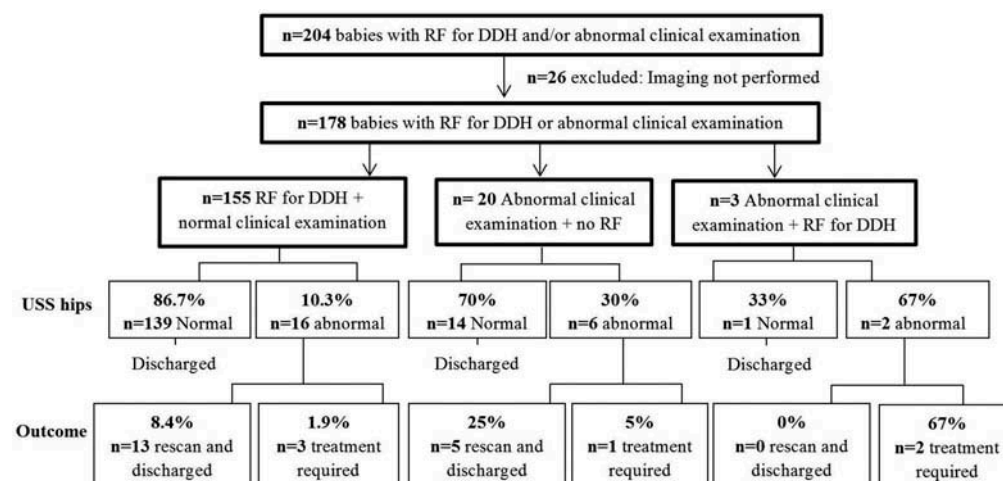 n=204 babies with RF for DDH and/or abnormal clinical examination
n=26 excluded: Imaging not performed
n=178 babies with RF for DDH or abnormal clinical examination
n=155 RF for DDH +
normal clinical examination
n= 20 Abnormal clinical
examination + no RF
n=3 Abnormal clinical
examination + RF for DDH
USS hips
86.7%
n=139 Normal
10.3%
n=16 abnormal
70%
n=14 Normal
30%
n=6 abnormal
33%
n=1 Normal
67%
n=2 abnormal
Discharged
Discharged
Discharged
Outcome
8.4%
n=13 rescan and
discharged
1.9%
n=3 treatment
required
25%
n=5 rescan and
discharged
5%
n=1 treatment
required
0%
n=0 rescan and
discharged
67%
n=2 treatment
required